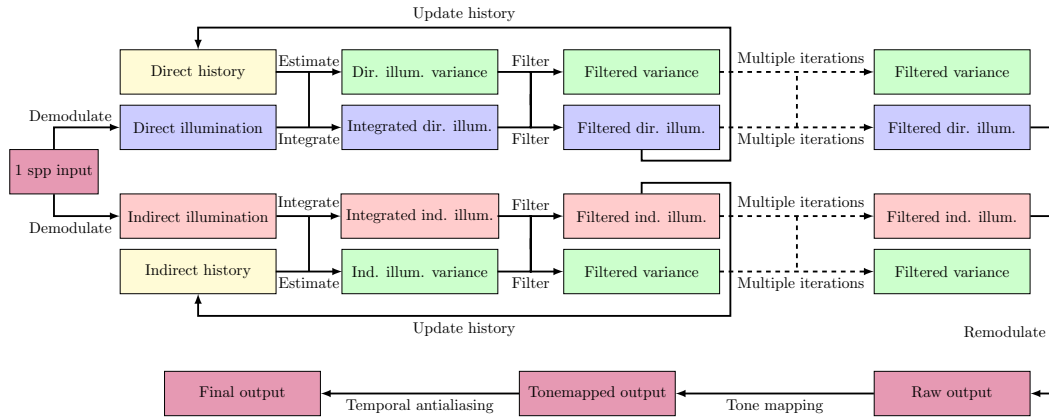 Update history
Direct history
Estimate
Dir. illum. variance
Filter
Filtered variance
Multiple iterations
Filtered variance
Demodulate
Direct illumination
Integrate
Integrated dir. illum.
Filter
Filtered dir. illum.
Multiple iterations
Filtered dir. illum.
1 spp input
Demodulate
Indirect illumination
Integrate
Integrated ind. illum.
Filter
Filtered ind. illum.
Multiple iterations
Filtered ind. illum.
Indirect history
Estimate
Ind. illum. variance
Filter
Filtered variance
Multiple iterations
Filtered variance
Update history
Remodulate
Final output
Temporal antialiasing
Tonemapped output
Tone mapping
Raw output